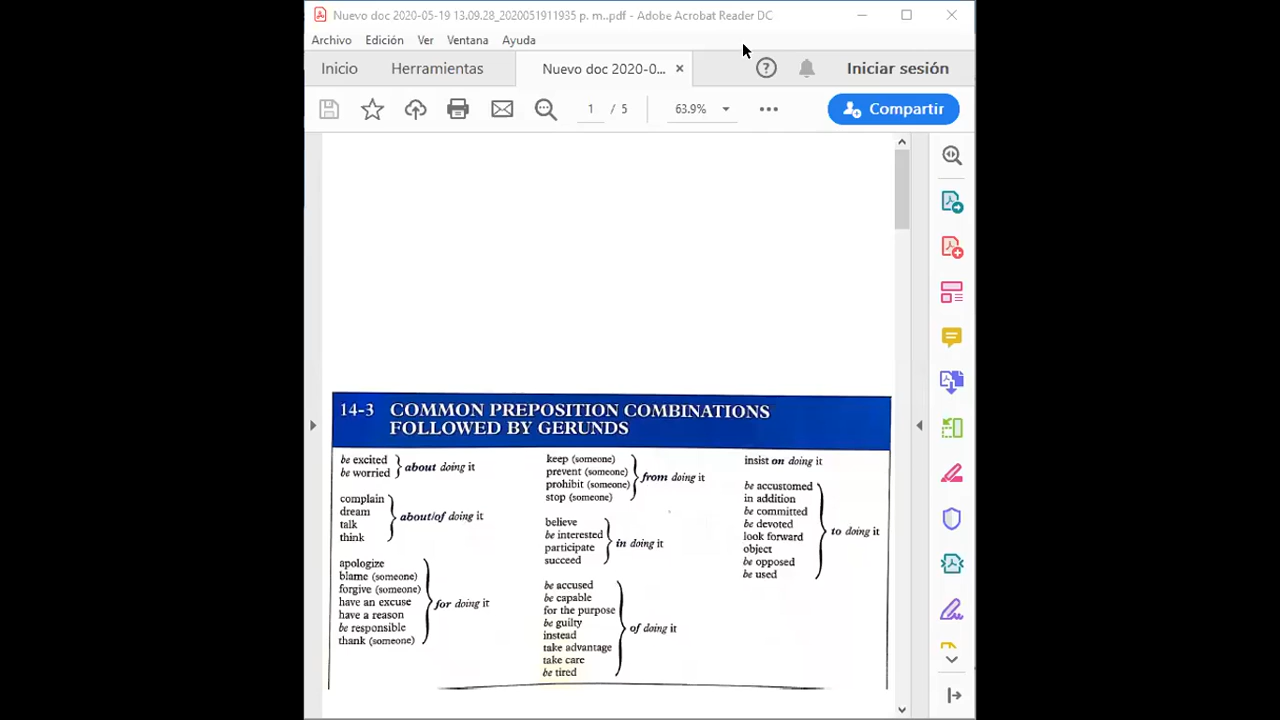 Nuevo doc 2020-05-19 13.09.28_2020051911935 p. m..pdf - Adobe Acrobat Reader DC
Archivo Edición Ver Ventana Ayuda
Inicio Herramientas Nuevo doc 2020-0... × Iniciar sesión
1 / 5 63.9% Compartir
14-3 COMMON PREPOSITION COMBINATIONS
FOLLOWED BY GERUNDS
be excited
be worried
about doing it
complain
dream
talk
think
about/of doing it
apologize
blame (someone)
forgive (someone)
have an excuse
have a reason
be responsible
thank (someone)
for doing it
keep (someone)
prevent (someone)
prohibit (someone)
stop (someone)
from doing it
believe
be interested
participate
succeed
in doing it
be accused
be capable
for the purpose
be guilty
instead
take advantage
take care
be tired
of doing it
insist on doing it
be accustomed
in addition
be committed
be devoted
look forward
object
be opposed
be used
to doing it